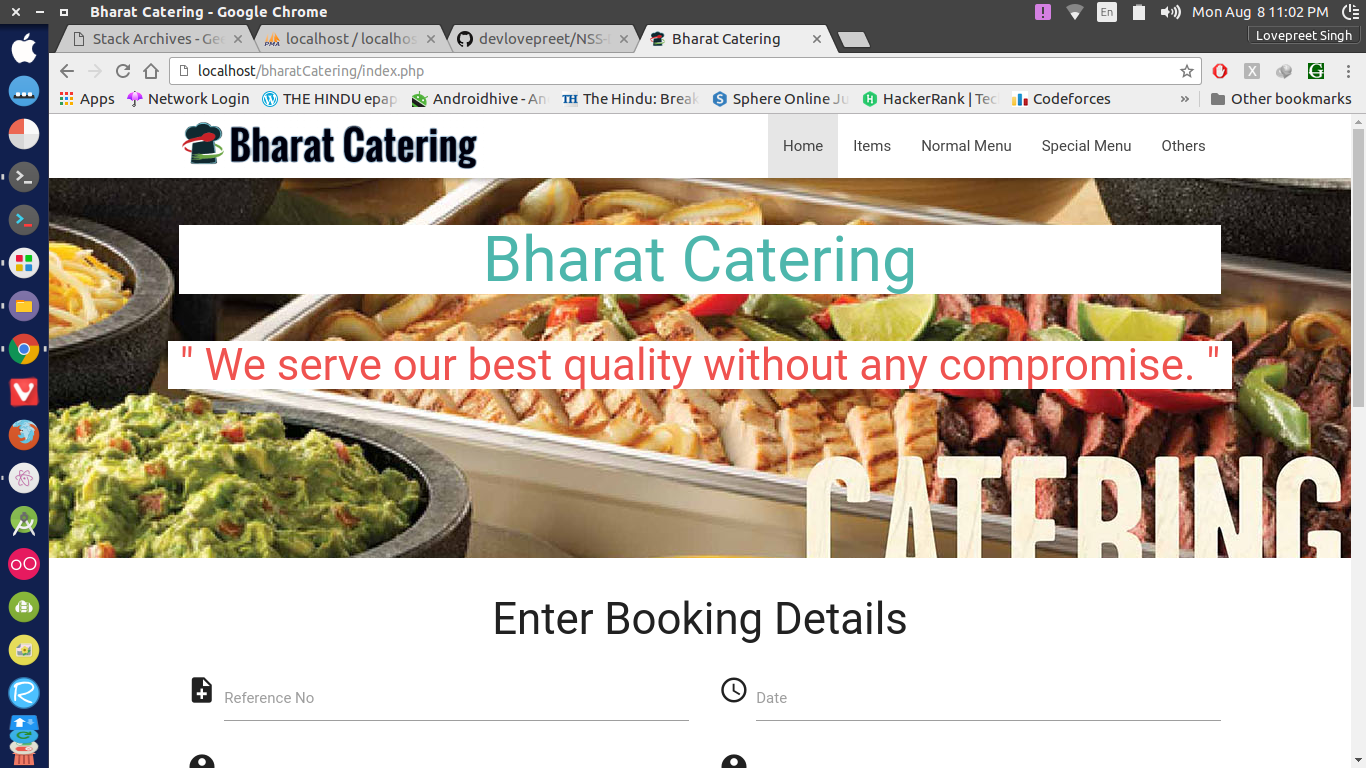 Bharat Catering - Google Chrome
En
Mon Aug 8 11:02 PM
Stack Archives - Gee
localhost / localhos
devlovepreet/NSS-
Bharat Catering
Lovepreet Singh
localhost/bharatCatering/index.php
Apps
Network Login
THE HINDU epap
Androidhive - An
TH The Hindu: Break
Sphere Online Ju
HackerRank | Tec
Codeforces
»
Other bookmarks
Bharat Catering
Home
Items
Normal Menu
Special Menu
Others
Bharat Catering
" We serve our best quality without any compromise. "
CATERING
Enter Booking Details
Reference No
Date